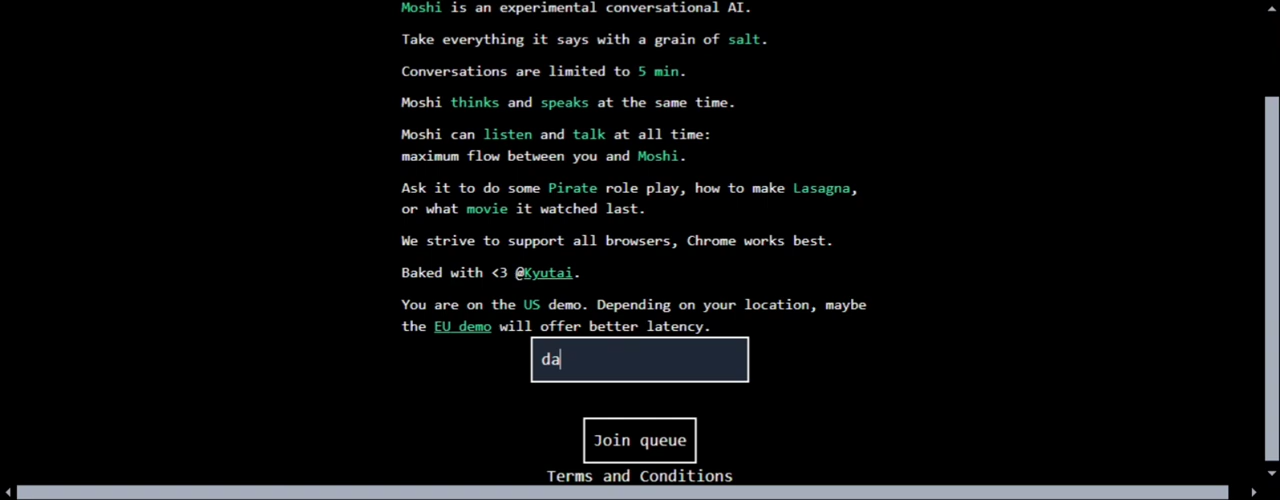 Moshi is an experimental conversational AI.
Take everything it says with a grain of salt.
Conversations are limited to 5 min.
Moshi thinks and speaks at the same time.
Moshi can listen and talk at all time:
maximum flow between you and Moshi.
Ask it to do some Pirate role play, how to make Lasagna,
or what movie it watched last.
We strive to support all browsers, Chrome works best.
Baked with <3 @Kyutai.
You are on the US demo. Depending on your location, maybe
the EU demo will offer better latency.
da
Join queue
Terms and Conditions